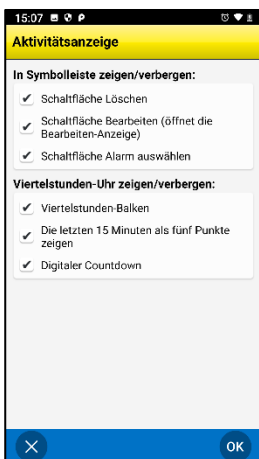 15:07
Aktivitätsanzeige
In Symbolleiste zeigen/verbergen:
Schaltfläche Löschen
Schaltfläche Bearbeiten (öffnet die
Bearbeiten-Anzeige)
Schaltfläche Alarm auswählen
Viertelstunden-Uhr zeigen/verbergen:
Viertelstunden-Balken
Die letzten 15 Minuten als fünf Punkte
zeigen
Digitaler Countdown
OK